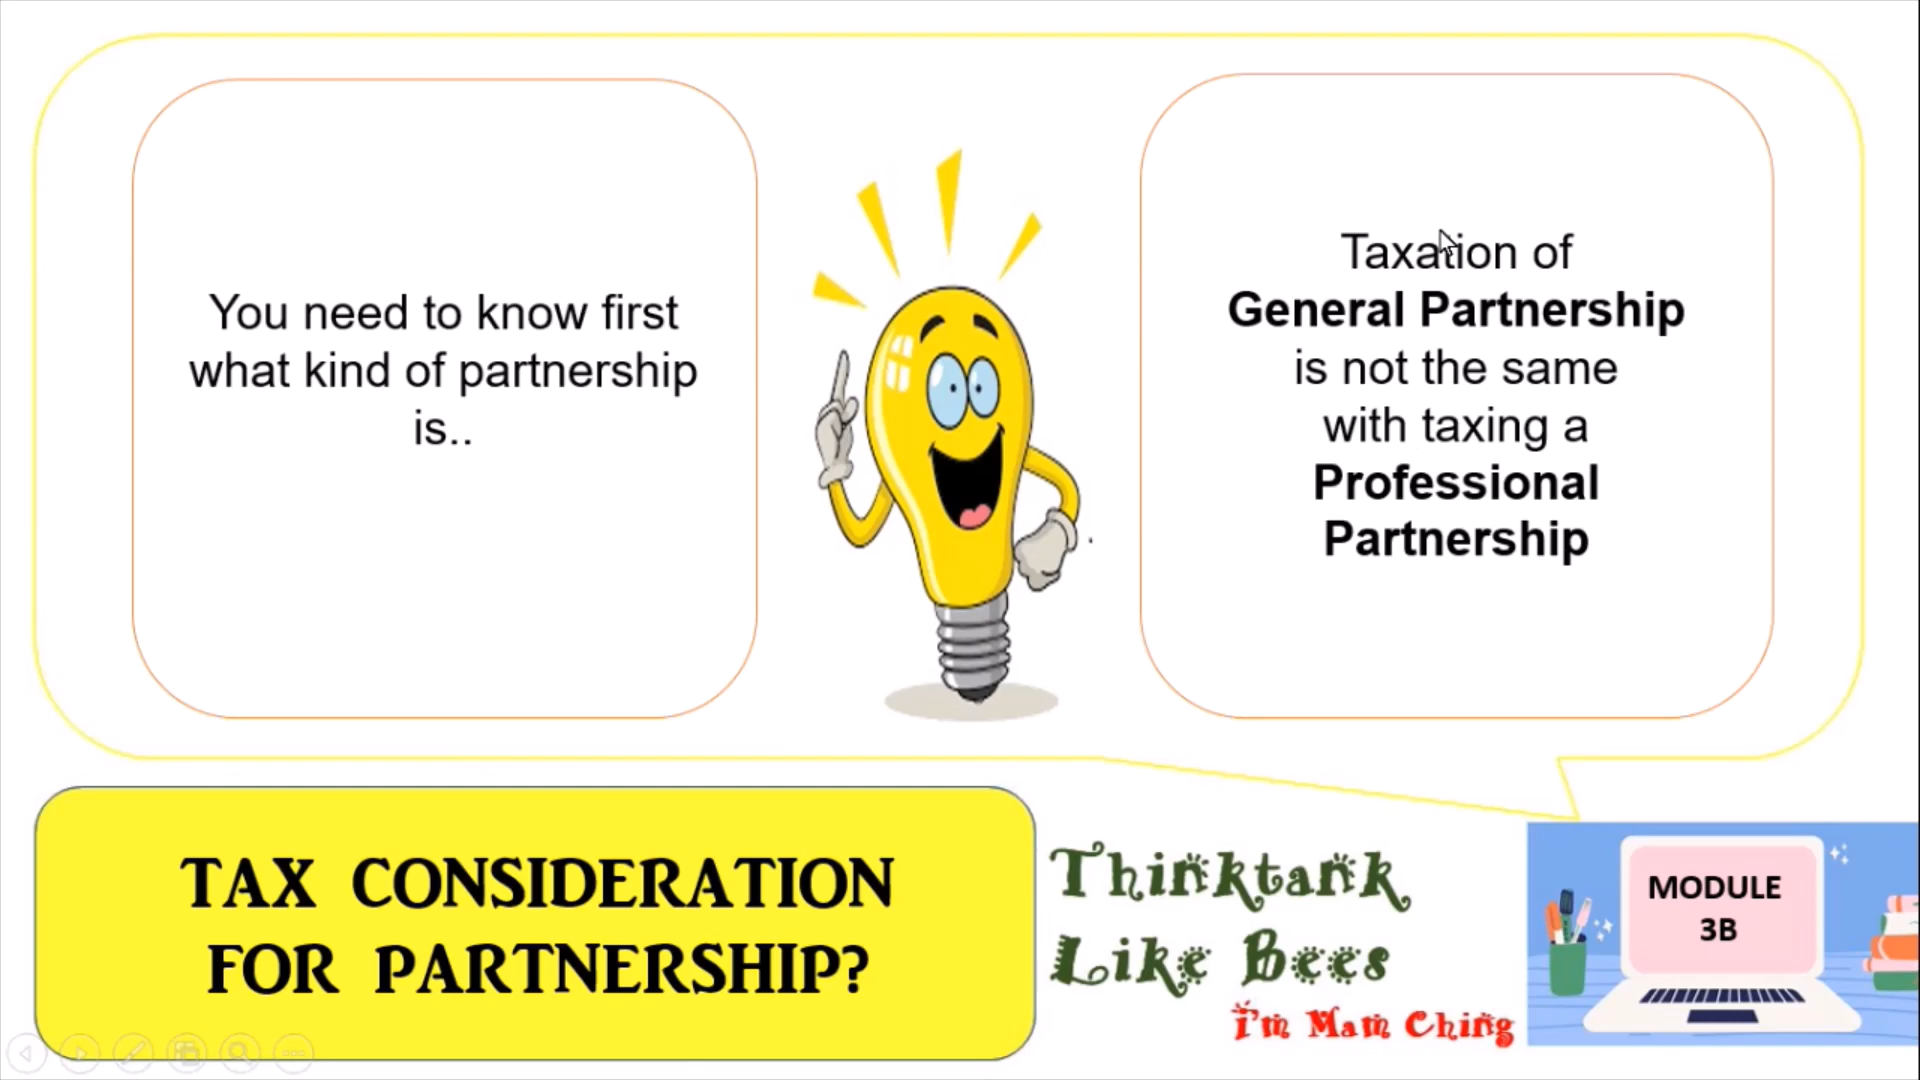 You need to know first
what kind of partnership
is..
Taxation of
General Partnership
is not the same
with taxing a
Professional
Partnership
TAX CONSIDERATION
FOR PARTNERSHIP?
Thinktank
Like Bees
i'm Mam Ching
MODULE
3B